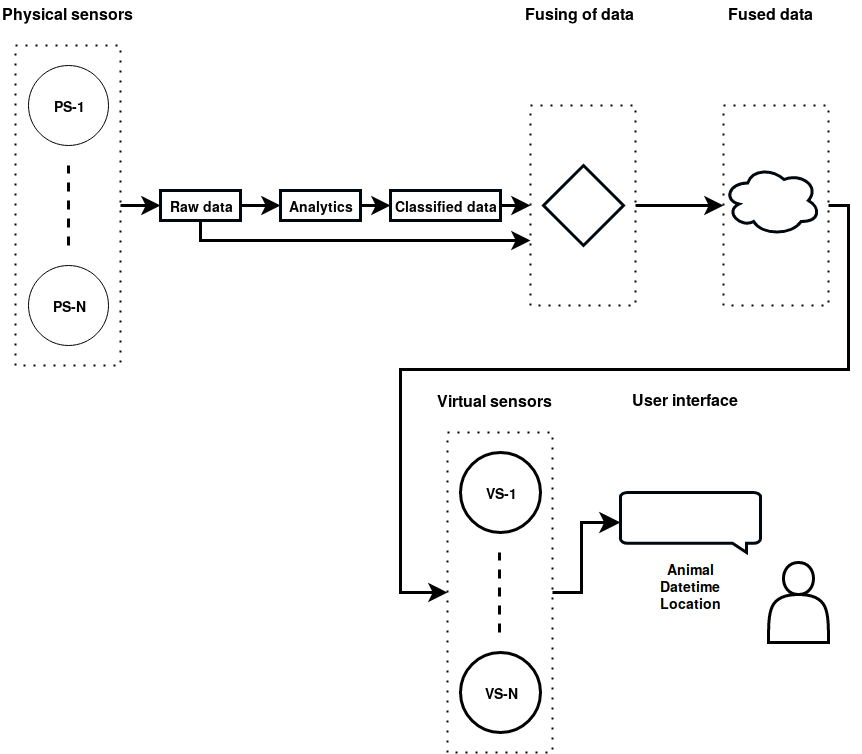 Physical sensors
Fusing of data
Fused data
PS-1
PS-N
Raw data
Analytics
Classified data
Virtual sensors
User interface
VS-1
VS-N
Animal
Datetime
Location